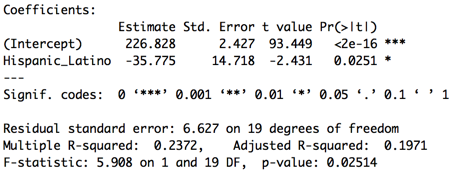 Coefficients:
Estimate Std. Error t value Pr(>|t|)
(Intercept) 226.828 2.427 93.449 <2e-16 ***
Hispanic_Latino -35.775 14.718 -2.431 0.0251 *
---
Signif. codes: 0 ‘***’ 0.001 ‘**’ 0.01 ‘*’ 0.05 ‘.’ 0.1 ‘ ’ 1
Residual standard error: 6.627 on 19 degrees of freedom
Multiple R-squared: 0.2372, Adjusted R-squared: 0.1971
F-statistic: 5.908 on 1 and 19 DF, p-value: 0.02514